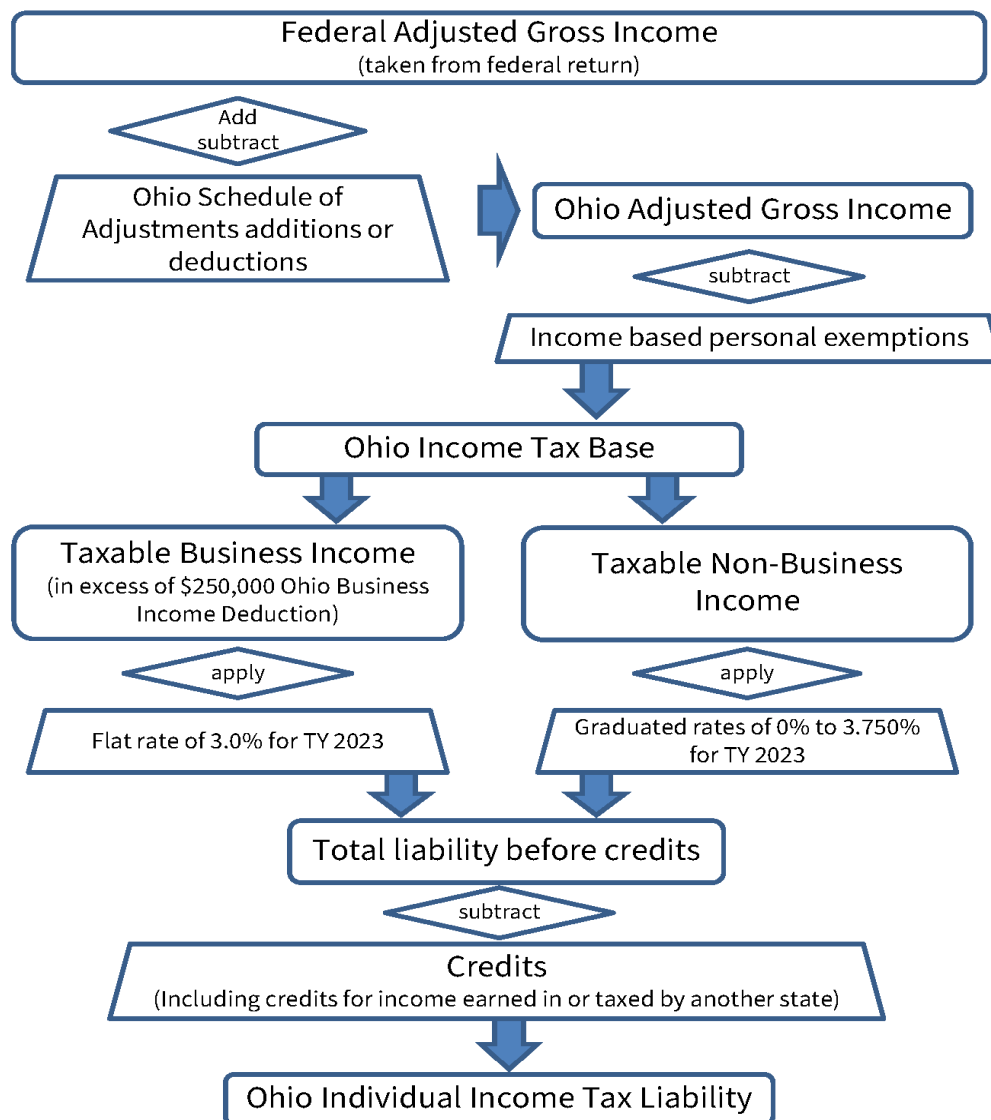 Federal Adjusted Gross Income
(taken from federal return)
Add
subtract
Ohio Schedule of
Adjustments additions or
deductions
Ohio Adjusted Gross Income
subtract
Income based personal exemptions
Ohio Income Tax Base
Taxable Business Income
(in excess of $250,000 Ohio Business
Income Deduction)
Taxable Non-Business
Income
apply
apply
Flat rate of 3.0% for TY 2023
Graduated rates of 0% to 3.750%
for TY 2023
Total liability before credits
subtract
Credits
(Including credits for income earned in or taxed by another state)
Ohio Individual Income Tax Liability